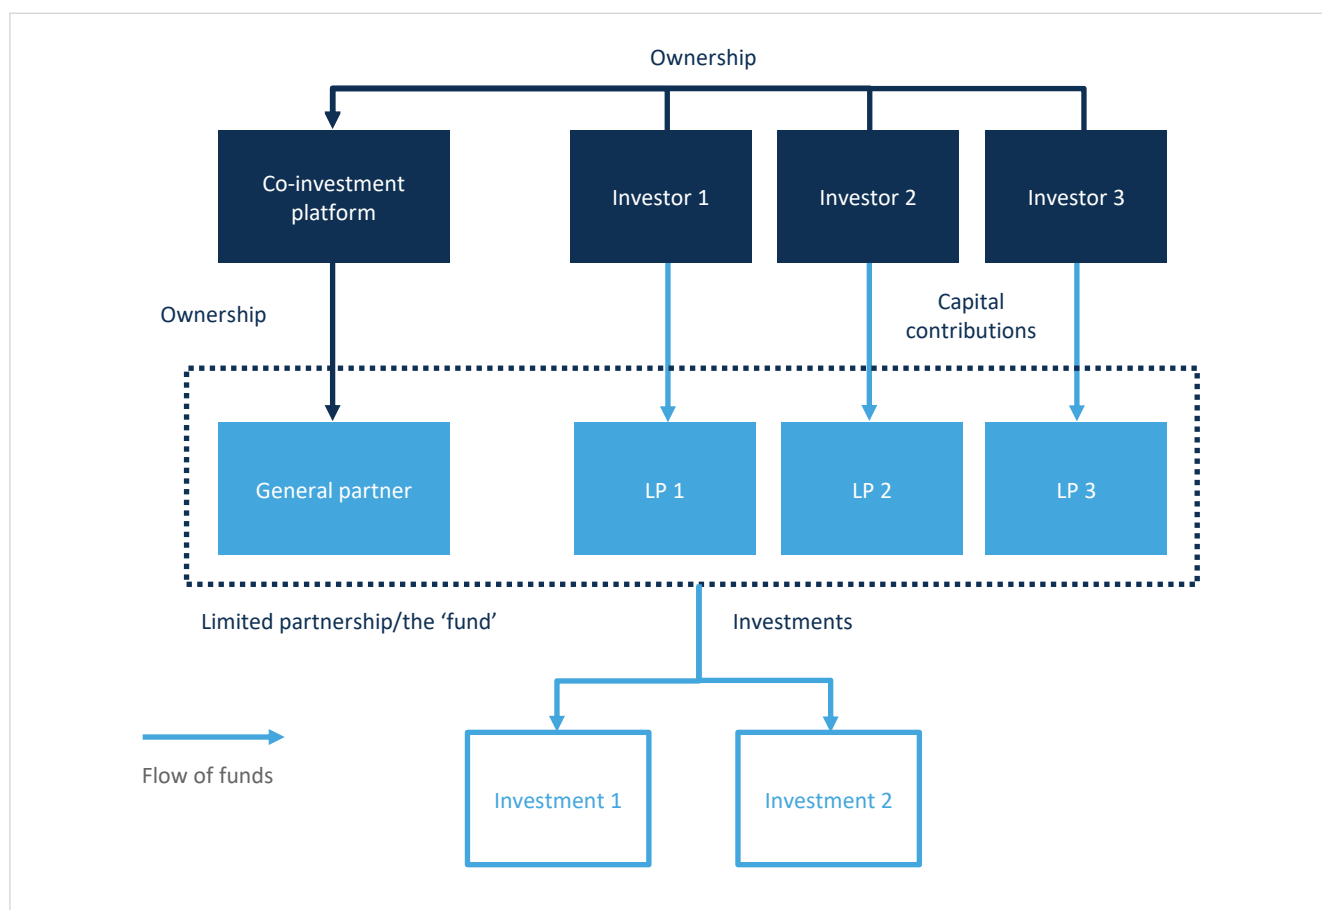 Ownership
Co-investment
platform
Investor 1
Investor 2
Investor 3
Ownership
Capital
contributions
General partner
LP 1
LP 2
LP 3
Limited partnership/the ‘fund’
Investments
Flow of funds
Investment 1
Investment 2